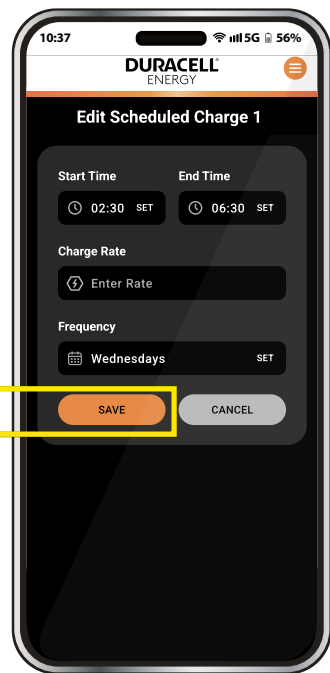 10:37 5G 56%
DURACELL
ENERGY
Edit Scheduled Charge 1
Start Time End Time
02:30 SET 06:30 SET
Charge Rate
Enter Rate
Frequency
Wednesdays SET
SAVE CANCEL